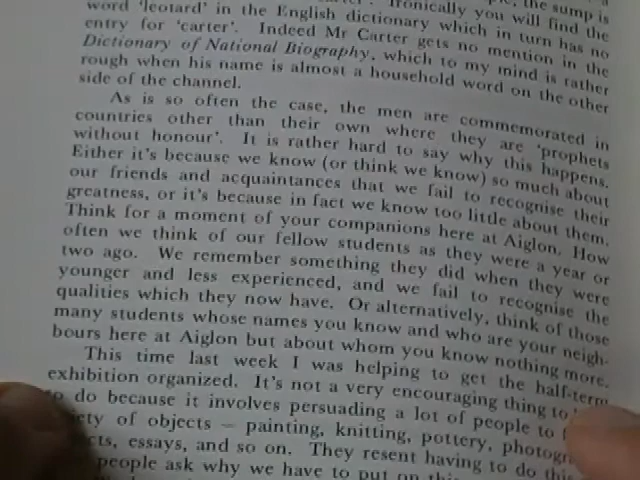 Ironically you will find the sump is
word 'leotard' in the English dictionary which in turn has no
entry for 'carter'. Indeed Mr Carter gets no mention in the
Dictionary of National Biography, which to my mind is rather
rough when his name is almost a household word on the other
side of the channel.
As is so often the case, the men are commemorated in
countries other than their own where they are 'prophets
without honour'. It is rather hard to say why this happens.
Either it's because we know (or think we know) so much about
our friends and acquaintances that we fail to recognise their
greatness, or it's because in fact we know too little about them.
Think for a moment of your companions here at Aiglon. How
often we think of our fellow students as they were a year or
two ago. We remember something they did when they were
younger and less experienced, and we fail to recognise the
qualities which they now have. Or alternatively, think of those
many students whose names you know and who are your neigh-
bours here at Aiglon but about whom you know nothing more.
This time last week I was helping to get the half-term
exhibition organized. It's not a very encouraging thing to
do because it involves persuading a lot of people to
of objects – painting, knitting, pottery,
essays, and so on. They resent having to do
people ask why we have to put on